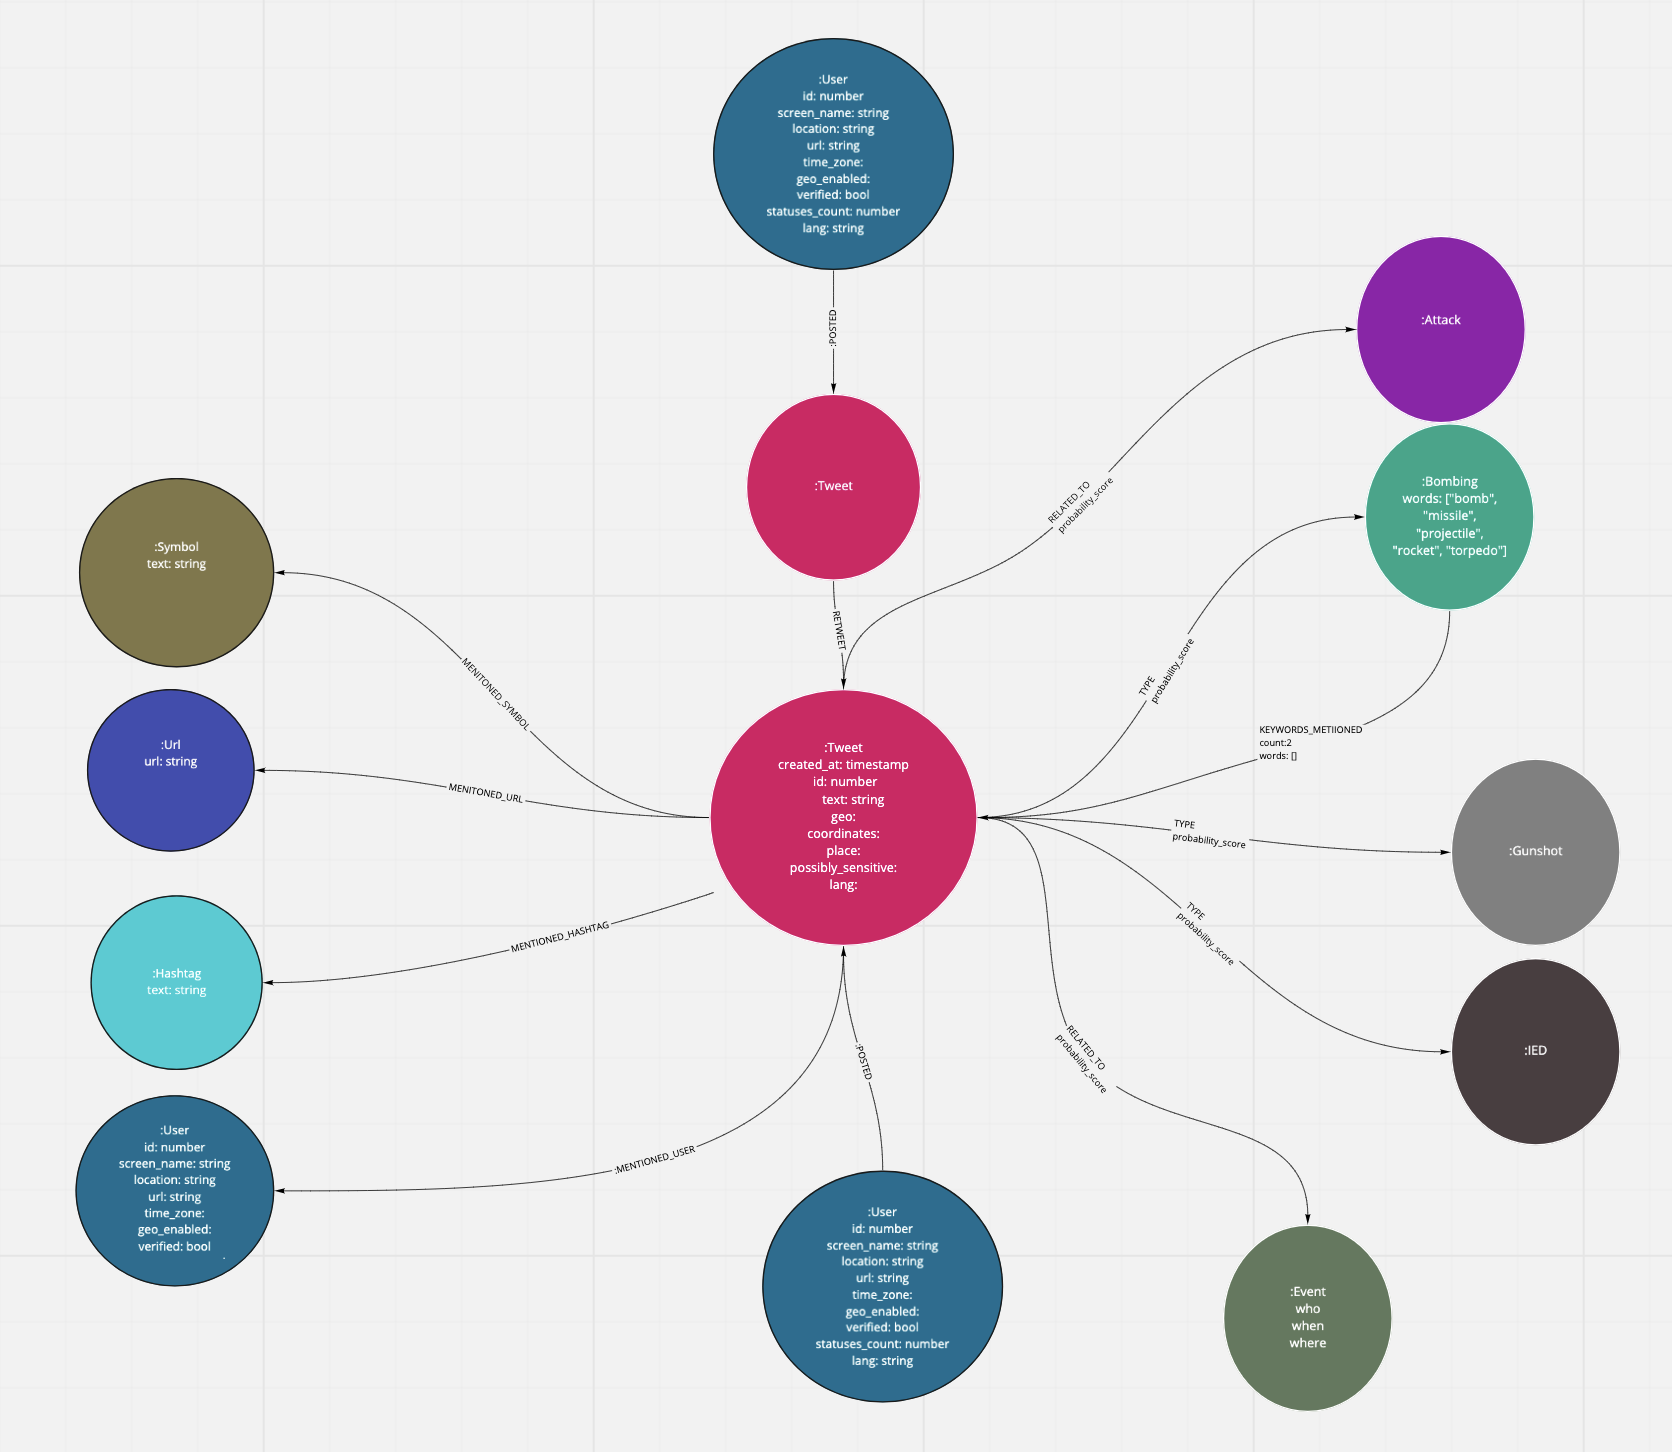 :User
id: number
screen_name: string
location: string
url: string
time_zone:
geo_enabled:
verified: bool
statuses_count: number
lang: string
:POSTED
:Attack
:Tweet
:Bombing
words: ["bomb",
"missile",
"projectile",
"rocket", "torpedo"]
RELATED_TO
probability_score
:Symbol
text: string
RETWEET
MENITONED_SYMBOL
TYPE
probability_score
KEYWORDS_METIIONED
count:2
words: []
:Url
url: string
MENITONED_URL
:Tweet
created_at: timestamp
id: number
text: string
geo:
coordinates:
place:
possibly_sensitive:
lang:
TYPE
probability_score
:Gunshot
TYPE
probability_score
:Hashtag
text: string
MENTIONED_HASHTAG
:IED
RELATED_TO
probability_score
:POSTED
:MENTIONED_USER
:User
id: number
screen_name: string
location: string
url: string
time_zone:
geo_enabled:
verified: bool
:User
id: number
screen_name: string
location: string
url: string
time_zone:
geo_enabled:
verified: bool
statuses_count: number
lang: string
:Event
who
when
where